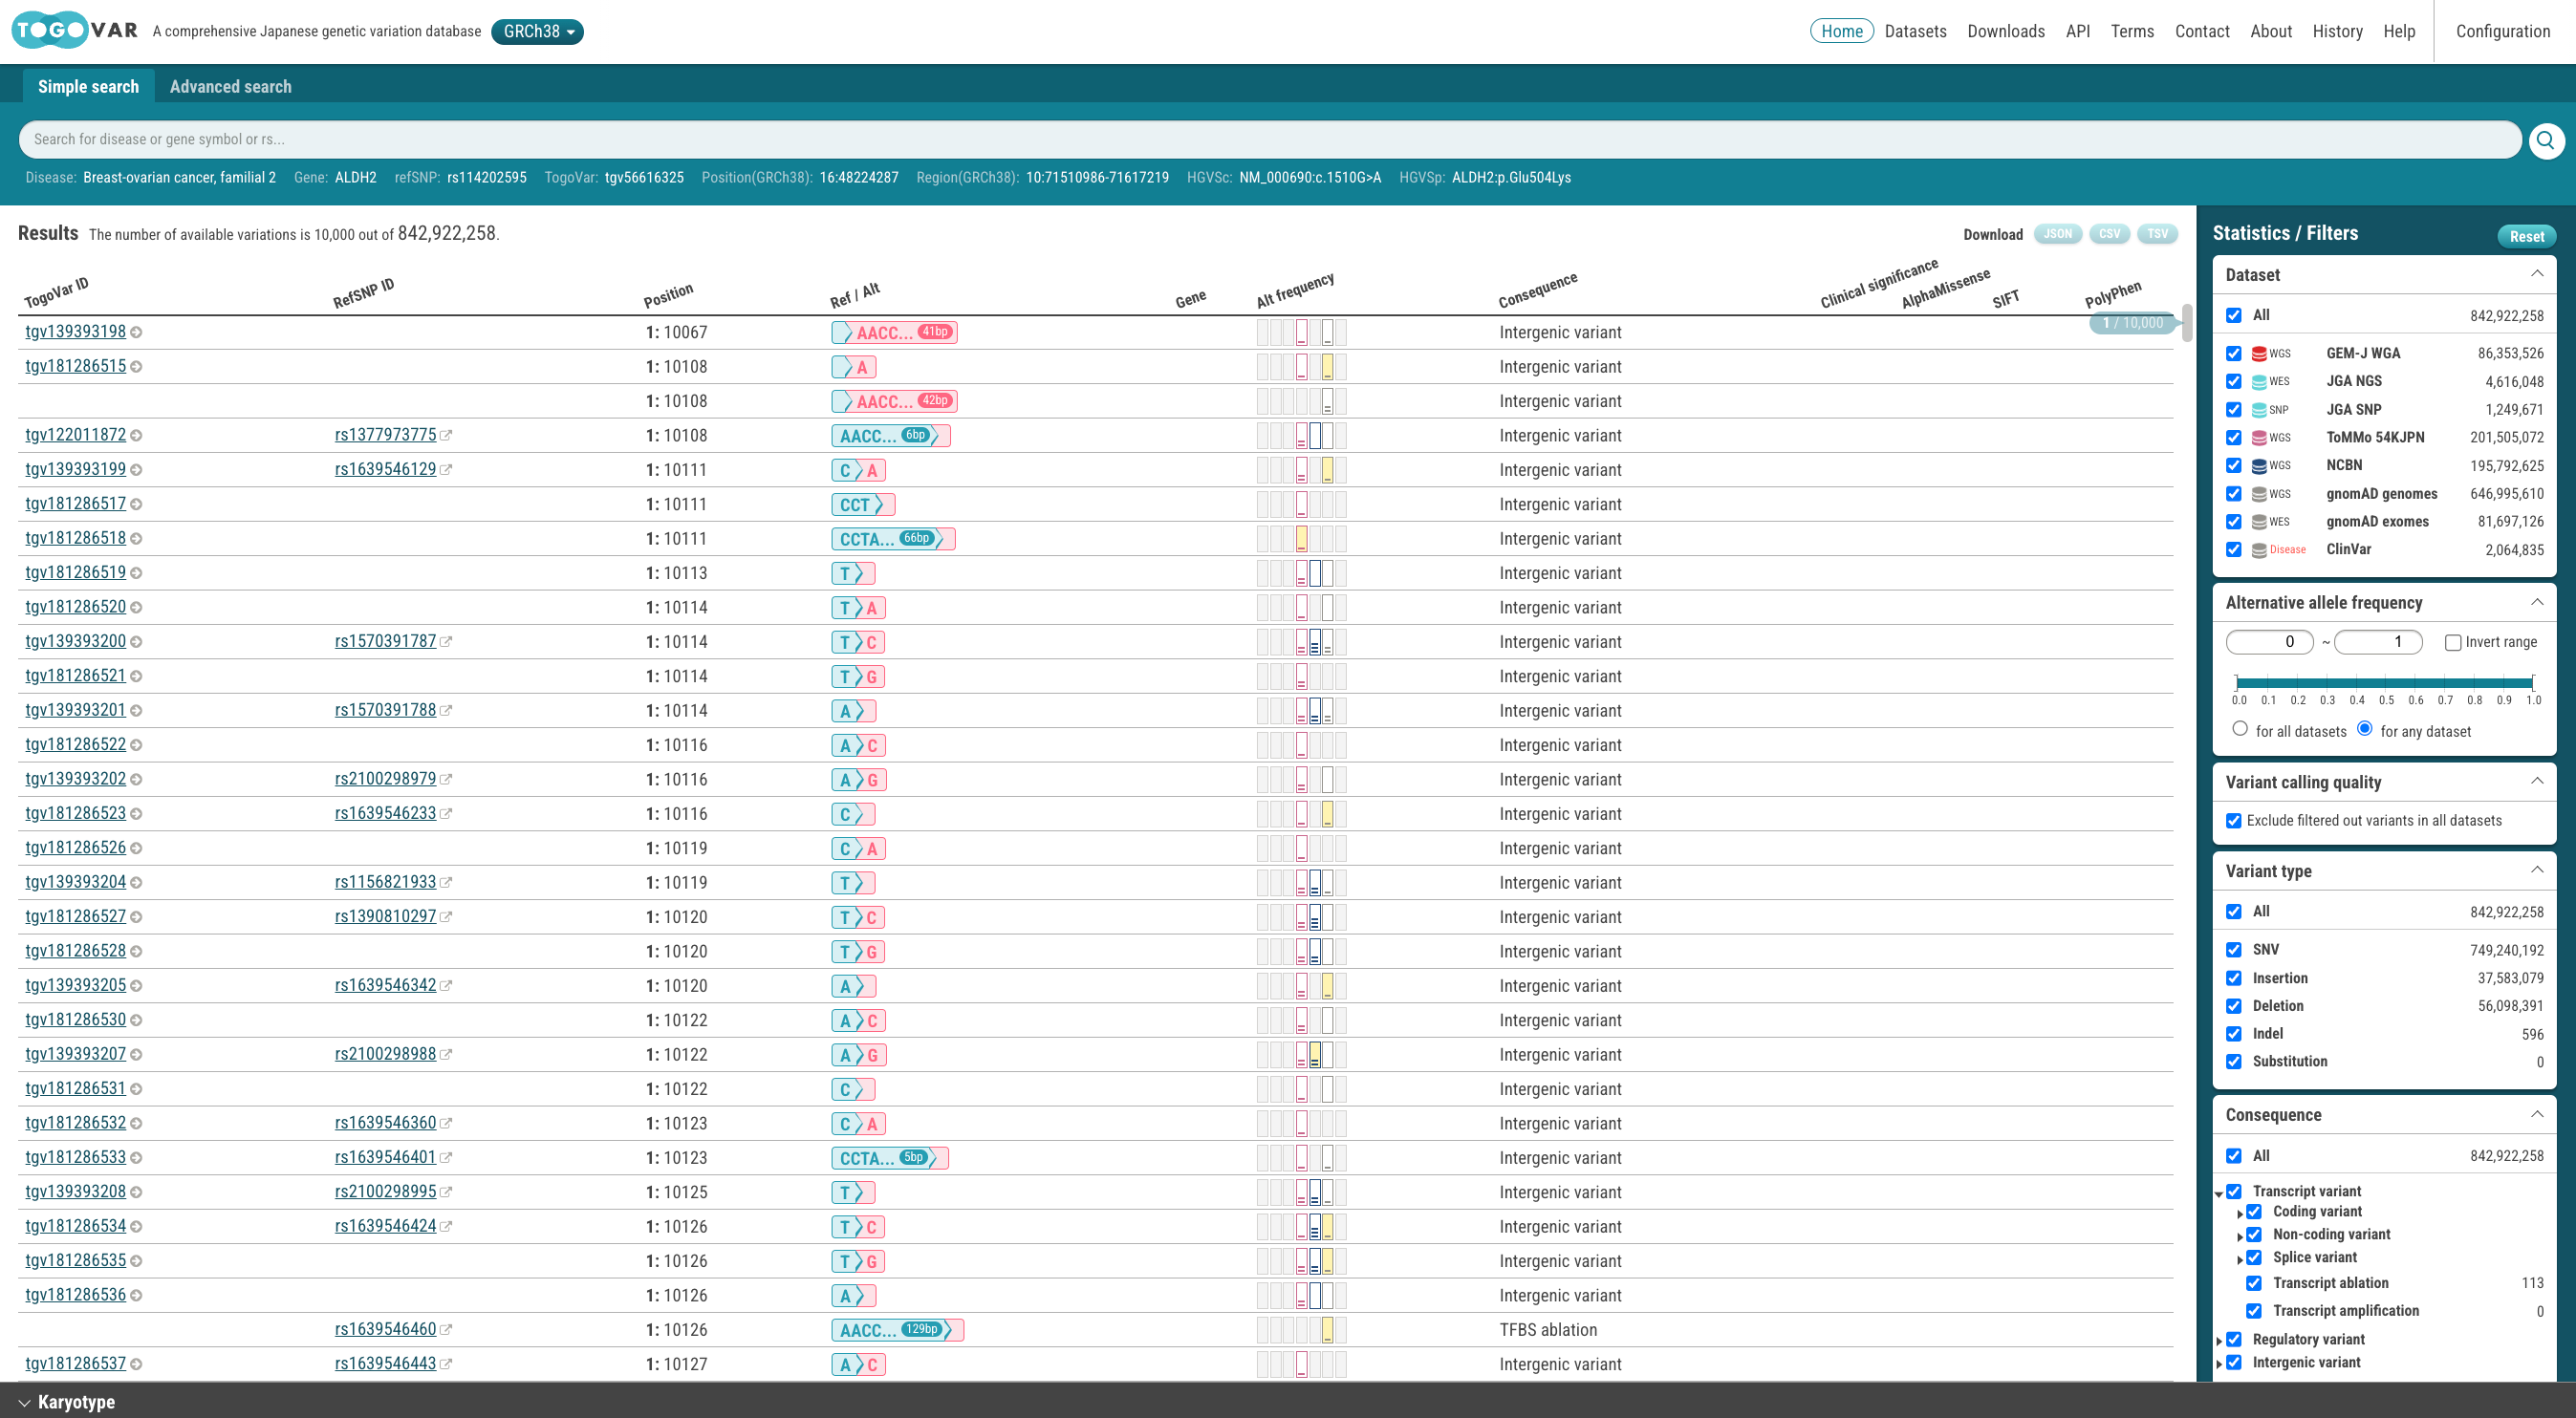 TOGOVAR A comprehensive Japanese genetic variation database GRCh38
Home Datasets Downloads API Terms Contact About History Help Configuration
Simple search Advanced search
Search for disease or gene symbol or rs...
Disease: Breast-ovarian cancer, familial 2 Gene: ALDH2 refSNP: rs114202595 TogoVar: tgv56616325 Position(GRCh38): 16:48224287 Region(GRCh38): 10:71510986-71617219 HGVSc: NM_000690:c.1510G>A HGVSp: ALDH2:p.Glu504Lys
Results The number of available variations is 10,000 out of 842,922,258.
Download JSON CSV TSV
TogoVar ID RefSNP ID Position Ref / Alt Gene Alt frequency Consequence Clinical significance AlphaMissense SIFT PolyPhen
1 / 10,000
tgv139393198 1: 10067 AACC... 41bp Intergenic variant
tgv181286515 1: 10108 A Intergenic variant
1: 10108 AACC... 42bp Intergenic variant
tgv122011872 rs1377973775 1: 10108 AACC... 6bp Intergenic variant
tgv139393199 rs1639546129 1: 10111 C A Intergenic variant
tgv181286517 1: 10111 CCT Intergenic variant
tgv181286518 1: 10111 CCTA... 66bp Intergenic variant
tgv181286519 1: 10113 T Intergenic variant
tgv181286520 1: 10114 T A Intergenic variant
tgv139393200 rs1570391787 1: 10114 T C Intergenic variant
tgv181286521 1: 10114 T G Intergenic variant
tgv139393201 rs1570391788 1: 10114 A Intergenic variant
tgv181286522 1: 10116 A C Intergenic variant
tgv139393202 rs2100298979 1: 10116 A G Intergenic variant
tgv181286523 rs1639546233 1: 10116 C Intergenic variant
tgv181286526 1: 10119 C A Intergenic variant
tgv139393204 rs1156821933 1: 10119 T Intergenic variant
tgv181286527 rs1390810297 1: 10120 T C Intergenic variant
tgv181286528 1: 10120 T G Intergenic variant
tgv139393205 rs1639546342 1: 10120 A Intergenic variant
tgv181286530 1: 10122 A C Intergenic variant
tgv139393207 rs2100298988 1: 10122 A G Intergenic variant
tgv181286531 1: 10122 C Intergenic variant
tgv181286532 rs1639546360 1: 10123 C A Intergenic variant
tgv181286533 rs1639546401 1: 10123 CCTA... 5bp Intergenic variant
tgv139393208 rs2100298995 1: 10125 T Intergenic variant
tgv181286534 rs1639546424 1: 10126 T C Intergenic variant
tgv181286535 1: 10126 T G Intergenic variant
tgv181286536 1: 10126 A Intergenic variant
rs1639546460 1: 10126 AACC... 129bp TFBS ablation
tgv181286537 rs1639546443 1: 10127 A C Intergenic variant
Statistics / Filters Reset
Dataset
All 842,922,258
WGS GEM-J WGA 86,353,526
WES JGA NGS 4,616,048
SNP JGA SNP 1,249,671
WGS ToMMo 54KJPN 201,505,072
WGS NCBN 195,792,625
WGS gnomAD genomes 646,995,610
WES gnomAD exomes 81,697,126
Disease ClinVar 2,064,835
Alternative allele frequency
0 ~ 1 Invert range
0.0 0.1 0.2 0.3 0.4 0.5 0.6 0.7 0.8 0.9 1.0
for all datasets for any dataset
Variant calling quality
Exclude filtered out variants in all datasets
Variant type
All 842,922,258
SNV 749,240,192
Insertion 37,583,079
Deletion 56,098,391
Indel 596
Substitution 0
Consequence
All 842,922,258
Transcript variant
Coding variant
Non-coding variant
Splice variant
Transcript ablation 113
Transcript amplification 0
Regulatory variant
Intergenic variant
Karyotype